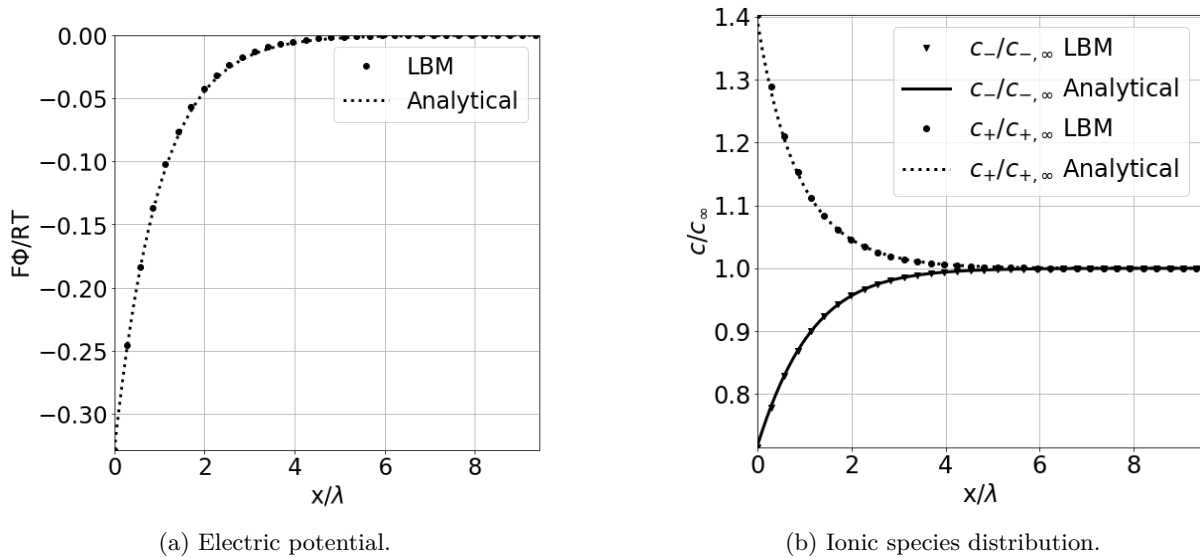 0.00
−0.05
−0.10
−0.15
−0.20
−0.25
−0.30
FΦ/RT
LBM
Analytical
0 2 4 6 8
x/λ
(a) Electric potential.
1.4
1.3
1.2
1.1
1.0
0.9
0.8
c/c∞
c₋/c₋,∞ LBM
c₋/c₋,∞ Analytical
c₊/c₊,∞ LBM
c₊/c₊,∞ Analytical
0 2 4 6 8
x/λ
(b) Ionic species distribution.